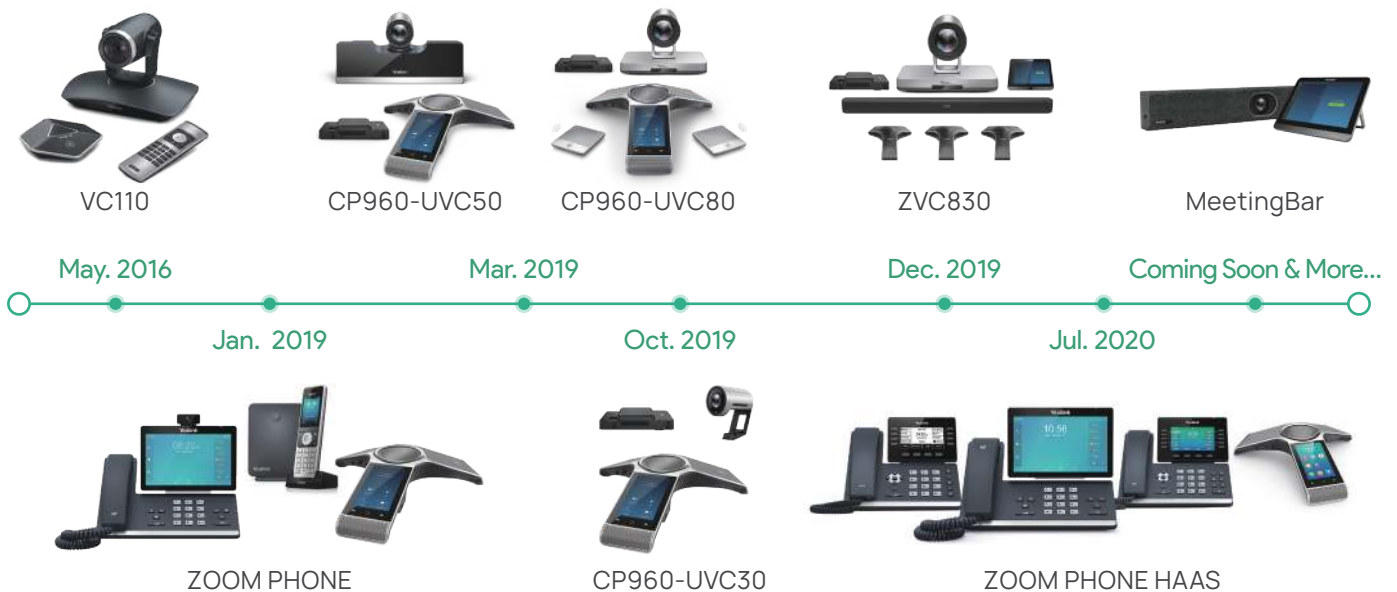 VC110
CP960-UVC50
CP960-UVC80
ZVC830
MeetingBar
May. 2016
Mar. 2019
Dec. 2019
Coming Soon & More...
Jan. 2019
Oct. 2019
Jul. 2020
ZOOM PHONE
CP960-UVC30
ZOOM PHONE HAAS